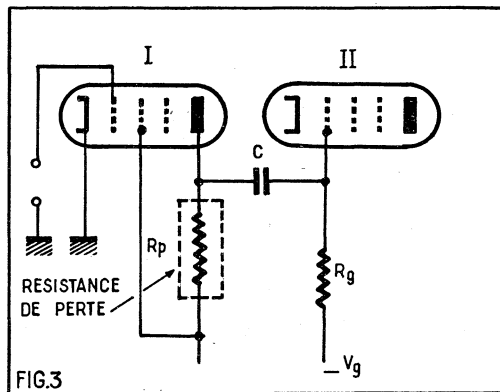 I
II
C
Rp
RESISTANCE
DE PERTE
Rg
_Vg
FIG.3